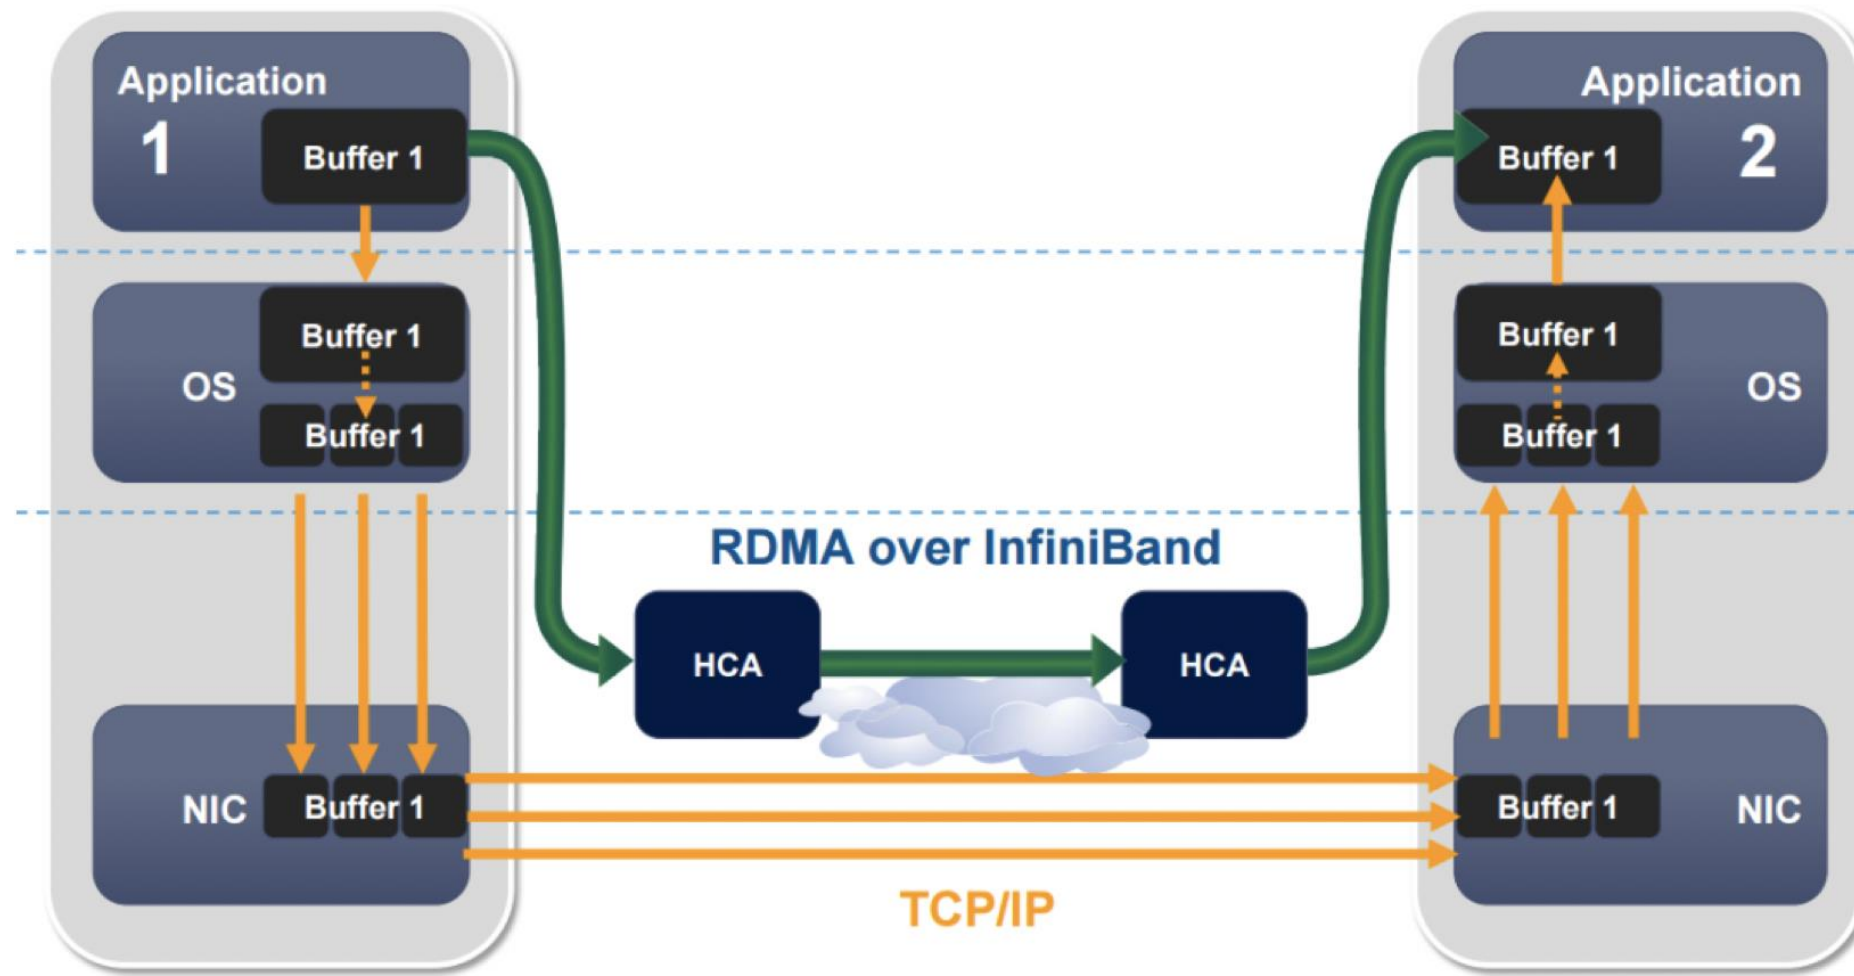 Application
1
Buffer 1
Application
2
Buffer 1
OS
Buffer 1
Buffer 1
OS
Buffer 1
Buffer 1
RDMA over InfiniBand
HCA
HCA
NIC
Buffer 1
NIC
Buffer 1
TCP/IP